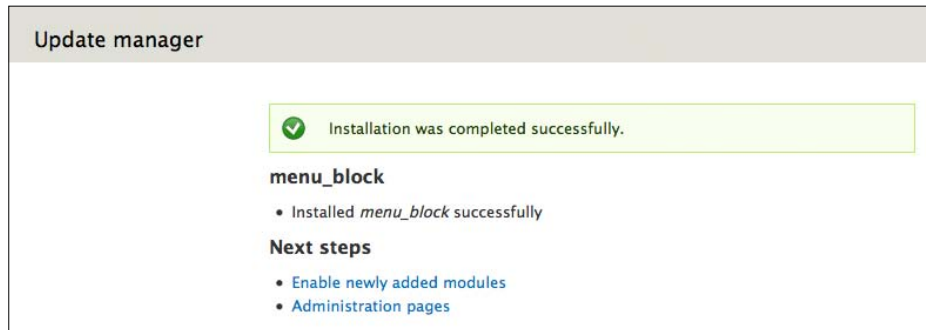 Update manager
Installation was completed successfully.
menu_block
• Installed menu_block successfully
Next steps
• Enable newly added modules
• Administration pages